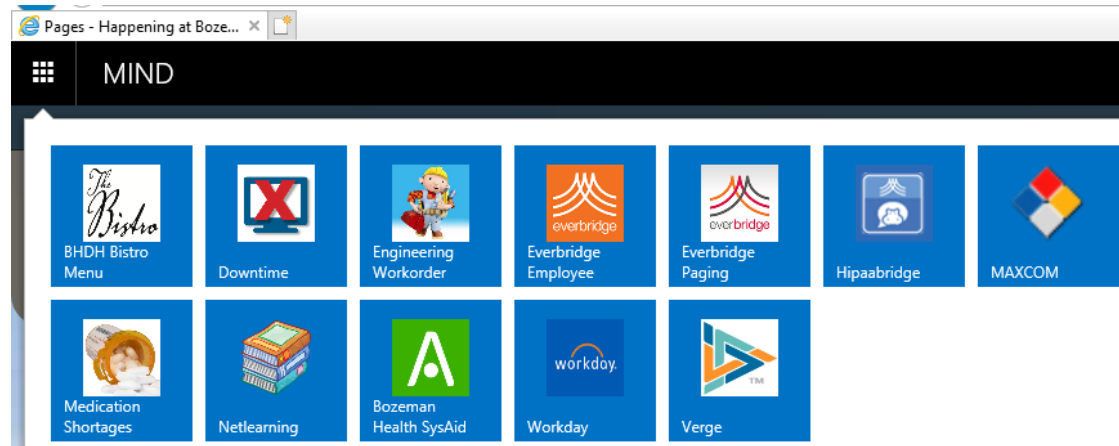 Pages - Happening at Boze...
MIND
The
Bistro
BHDH Bistro
Menu
Downtime
Engineering
Workorder
everbridge
Everbridge
Employee
everbridge
Everbridge
Paging
Hipaabridge
MAXCOM
Medication
Shortages
Netlearning
Bozeman
Health SysAid
workday.
Workday
TM
Verge